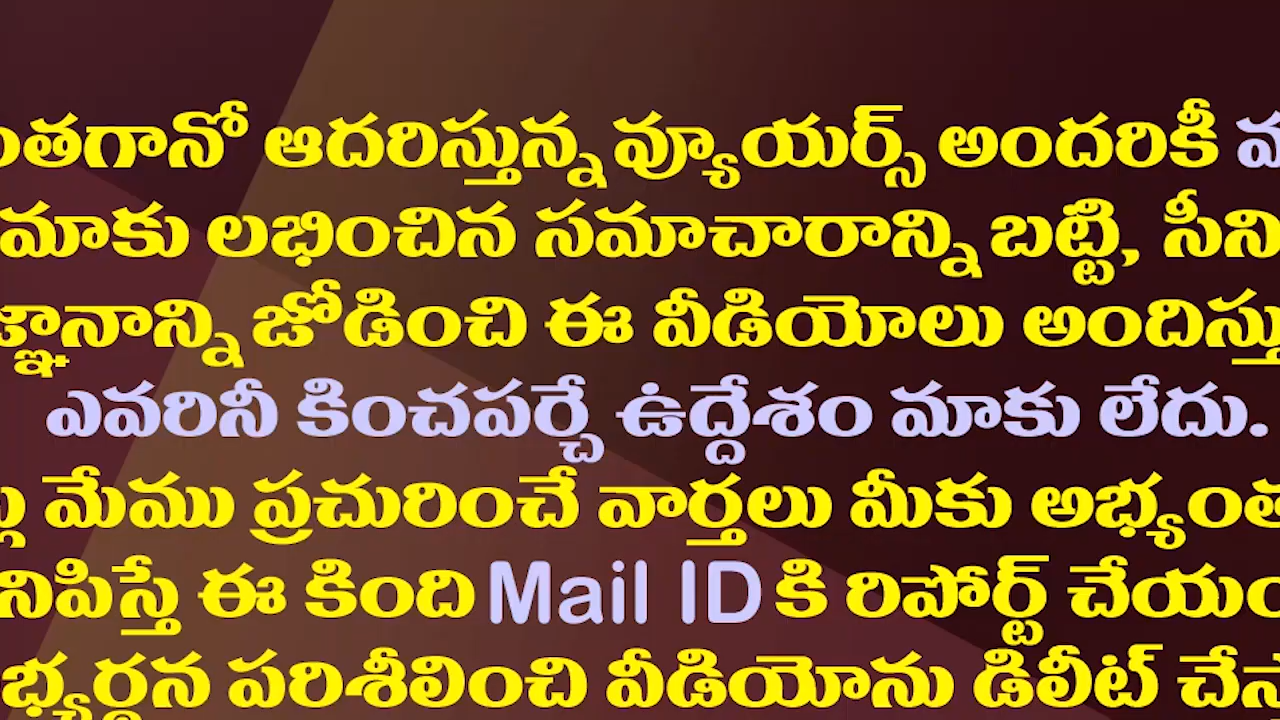 ంతగానో ఆదరిస్తున్న వ్యూయర్స్ అందరికీ
మాకు లభించిన సమాచారాన్ని బట్టి, సీని
జ్ఞానాన్ని జోడించి ఈ వీడియోలు అందిస్తు
ఎవరినీ కించపర్చే ఉద్దేశం మాకు లేదు.
మేము ప్రచురించే వార్తలు మీకు అభ్యంత
నిపిస్తే ఈ కింది Mail ID కి రిపోర్ట్ చేయం
భ్యర్థన పరిశీలించి వీడియోను డిలీట్ చేస